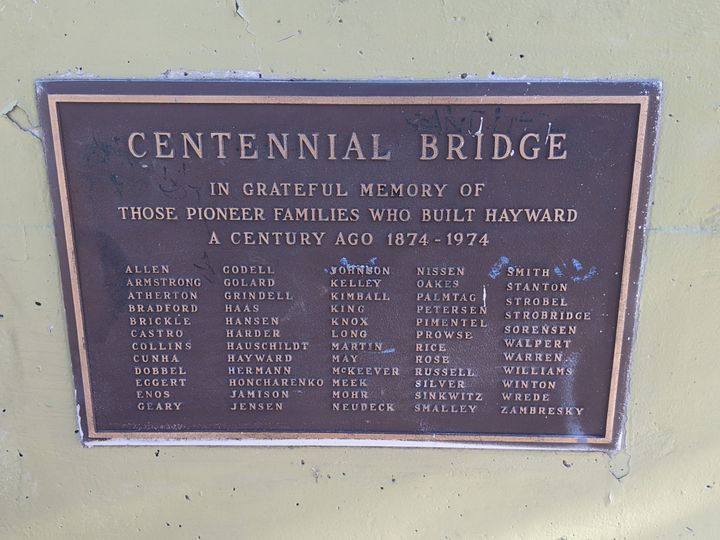 CENTENNIAL BRIDGE
IN GRATEFUL MEMORY OF
THOSE PIONEER FAMILIES WHO BUILT HAYWARD
A CENTURY AGO 1874-1974
ALLEN
ARMSTRONG
ATHERTON
BRADFORD
BRICKLE
CASTRO
COLLINS
CUNHA
DOBBEL
EGGERT
ENOS
GEARY
GODELL
GOLARD
GRINDELL
HAAS
HANSEN
HARDER
HAUSCHILDT
HAYWARD
HERMANN
HONCHARENKO
JAMISON
JENSEN
JOHNSON
KELLEY
KIMBALL
KING
KNOX
LONG
MARTIN
MAY
McKEEVER
MEEK
MOHR
NEUDECK
NISSEN
OAKES
PALMTAG
PETERSEN
PIMENTEL
PROWSE
RICE
ROSE
RUSSELL
SILVER
SINKWITZ
SMALLEY
SMITH
STANTON
STROBEL
STROBRIDGE
SORENSEN
WALPERT
WARREN
WILLIAMS
WINTON
WREDE
ZAMBRESKY